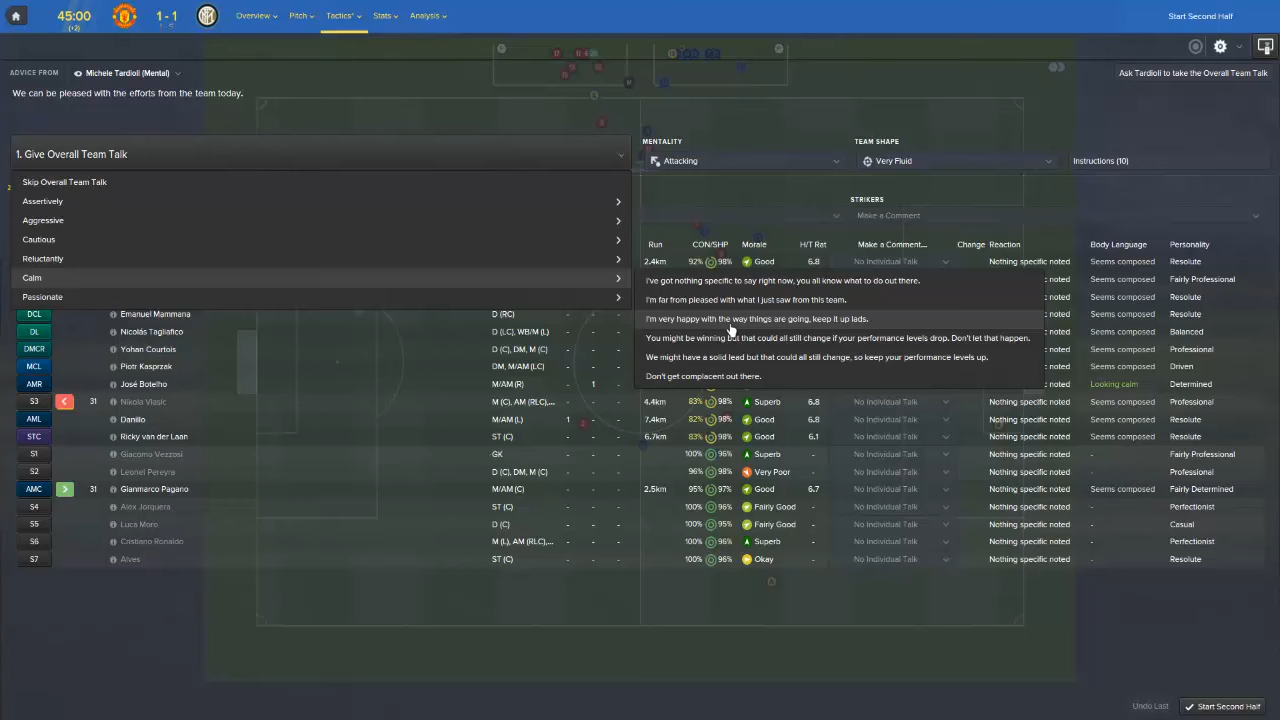 45:00 1 - 1 Overview Pitch Tactics* Stats Analysis Start Second Half
(+2)
ADVICE FROM Michele Tardioli (Mental) Ask Tardioli to take the Overall Team Talk
We can be pleased with the efforts from the team today.
MENTALITY TEAM SHAPE
1. Give Overall Team Talk
Attacking Very Fluid Instructions (10)
Skip Overall Team Talk
Assertively STRIKERS
Aggressive Make a Comment
Cautious Run CON/SHP Morale H/T Rat Make a Comment... Change Reaction Body Language Personality
Reluctantly 2.4km 92% 98% Good 6.8 No Individual Talk Nothing specific noted Seems composed Resolute
Calm I've got nothing specific to say right now, you all know what to do out there. Fairly Professional
Passionate I'm far from pleased with what I just saw from this team. Resolute
DCL Emanuel Mammana D (C) I'm very happy with the way things are going, keep it up lads. Resolute
DL Nicolás Tagliafico D (LC), WB/M (L) You might be winning but that could all still change if your performance levels drop. Don't let that happen. Balanced
DMCR Yohan Courtois D (C), DM, M (C) We might have a solid lead but that could all still change, so keep your performance levels up. Professional
MCL Piotr Kasprzak DM, M/AM (LC) Don't get complacent out there. Driven
AMR José Botelho M/AM (R) - 1 - Looking calm Determined
S3 31 Nikola Vlasic M (C), AM (RLC),... - - - 4.4km 83% 98% Superb 6.8 No Individual Talk Nothing specific noted Seems composed Professional
AML Danillo M/AM (L) 1 - - 7.4km 82% 98% Good 6.8 No Individual Talk Nothing specific noted Seems composed Resolute
STC Ricky van der Laan ST (C) - - - 6.7km 83% 98% Good 6.1 No Individual Talk Nothing specific noted Seems composed Resolute
S1 Giacomo Vezzosi GK - - - 100% 96% Superb - No Individual Talk Nothing specific noted - Fairly Professional
S2 Leonel Pereyra D (C), DM, M (C) - - - 96% 98% Very Poor - No Individual Talk Nothing specific noted - Professional
AMC 31 Gianmarco Pagano M/AM (C) - - - 2.5km 95% 97% Good 6.7 No Individual Talk Nothing specific noted Seems composed Fairly Determined
S4 Alex Jorquera ST (C) - - - 100% 96% Fairly Good - No Individual Talk Nothing specific noted - Perfectionist
S5 Luca Moro D (C) - - - 100% 95% Fairly Good - No Individual Talk Nothing specific noted - Casual
S6 Cristiano Ronaldo M (L), AM (RLC),... - - - 100% 96% Superb - No Individual Talk Nothing specific noted - Perfectionist
S7 Alves ST (C) - - - 100% 96% Okay - No Individual Talk Nothing specific noted - Resolute
Undo Last Start Second Half